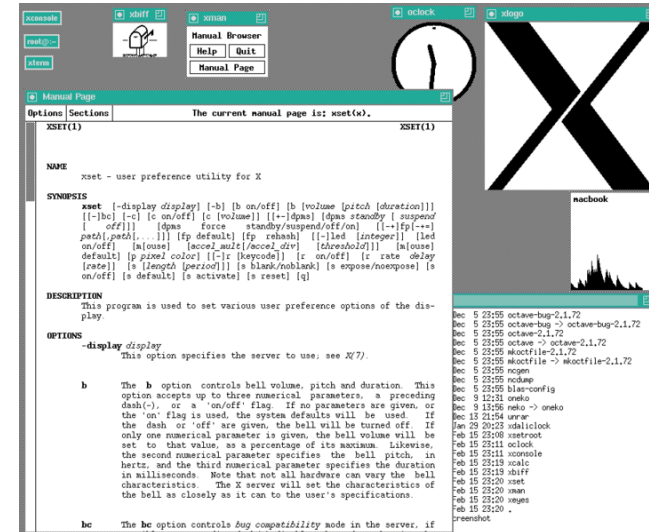 xconsole
root@:~
xterm
xbiff
xman
Manual Browser
Help Quit
Manual Page
oclock
xlogo
Manual Page
Options Sections The current manual page is: xset(x).
XSET(1) XSET(1)
NAME
xset - user preference utility for X
SYNOPSIS
xset [-display display] [-b] [b on/off] [b [volume [pitch [duration]]]
[[-]bc] [-c] [c on/off] [c [volume]] [[+-]dpms] [dpms standby [ suspend
[ off]]] [dpms force standby/suspend/off/on] [[-+]fp[-+=]
path[,path[,...]]] [fp default] [fp rehash] [[-]led [integer]] [led
on/off] [m[ouse] [accel_mult[/accel_div] [threshold]]] [m[ouse]
default] [p pixel color] [[-]r [keycode]] [r on/off] [r rate delay
[rate]] [s [length [period]]] [s blank/noblank] [s expose/noexpose] [s
on/off] [s default] [s activate] [s reset] [q]
DESCRIPTION
This program is used to set various user preference options of the dis-
play.
OPTIONS
-display display
This option specifies the server to use; see X(7).
b The b option controls bell volume, pitch and duration. This
option accepts up to three numerical parameters, a preceding
dash(-), or a 'on/off' flag. If no parameters are given, or
the 'on' flag is used, the system defaults will be used. If
the dash or 'off' are given, the bell will be turned off. If
only one numerical parameter is given, the bell volume will be
set to that value, as a percentage of its maximum. Likewise,
the second numerical parameter specifies the bell pitch, in
hertz, and the third numerical parameter specifies the duration
in milliseconds. Note that not all hardware can vary the bell
characteristics. The X server will set the characteristics of
the bell as closely as it can to the user's specifications.
bc The bc option controls bug compatibility mode in the server, if
macbook
Dec 5 23:55 octave-bug-2.1.72
Dec 5 23:55 octave-bug -> octave-bug-2.1.72
Dec 5 23:55 octave-2.1.72
Dec 5 23:55 octave -> octave-2.1.72
Dec 5 23:55 mkoctfile-2.1.72
Dec 5 23:55 mkoctfile -> mkoctfile-2.1.72
Dec 5 23:55 ncgen
Dec 5 23:55 ncdump
Dec 5 23:55 blas-config
Dec 9 12:31 oneko
Dec 9 13:56 neko -> oneko
Dec 13 21:54 unrar
Jan 29 20:23 xdaliclock
Feb 15 23:08 xsetroot
Feb 15 23:11 oclock
Feb 15 23:11 xconsole
Feb 15 23:19 xcalc
Feb 15 23:19 xbiff
Feb 15 23:20 xset
Feb 15 23:20 xman
Feb 15 23:20 xeyes
Feb 15 23:20 .
creenshot